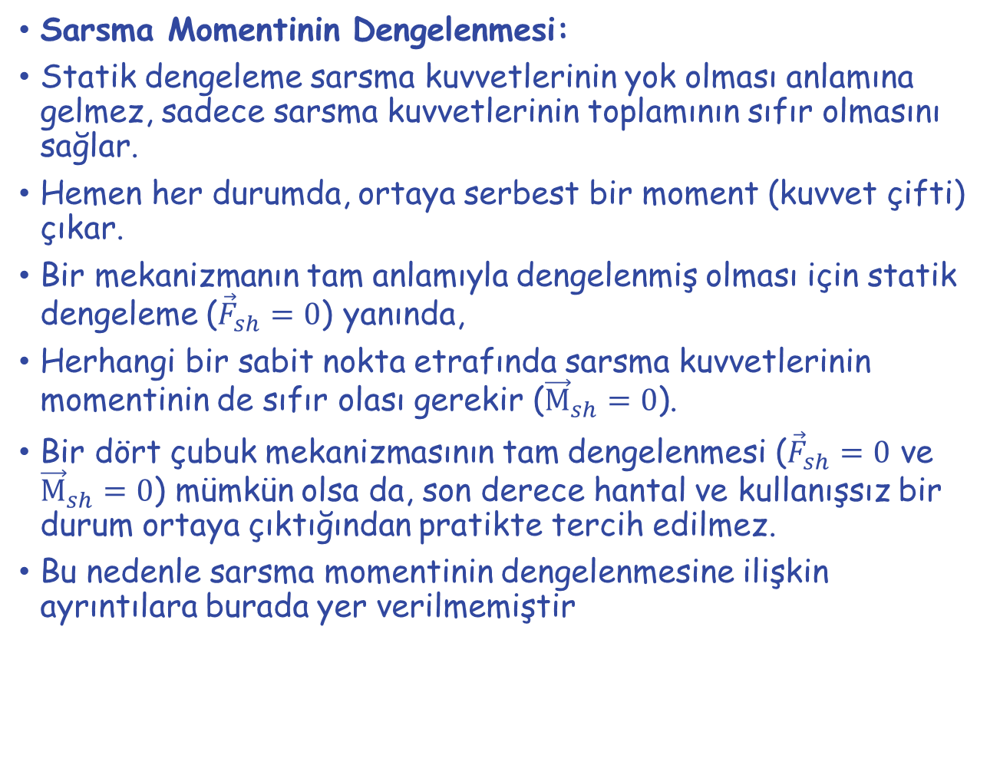 • Sarsma Momentinin Dengelenmesi:
• Statik dengeleme sarsma kuvvetlerinin yok olması anlamına
gelmez, sadece sarsma kuvvetlerinin toplamının sıfır olmasını
sağlar.
• Hemen her durumda, ortaya serbest bir moment (kuvvet çifti)
çıkar.
• Bir mekanizmanın tam anlamıyla dengelenmiş olması için statik
dengeleme (\(\vec{F}_{sh} = 0\)) yanında,
• Herhangi bir sabit nokta etrafında sarsma kuvvetlerinin
momentinin de sıfır olası gerekir (\(\overrightarrow{\mathrm{M}}_{sh} = 0\)).
• Bir dört çubuk mekanizmasının tam dengelenmesi (\(\vec{F}_{sh} = 0\) ve
\(\overrightarrow{\mathrm{M}}_{sh} = 0\)) mümkün olsa da, son derece hantal ve kullanışsız bir
durum ortaya çıktığından pratikte tercih edilmez.
• Bu nedenle sarsma momentinin dengelenmesine ilişkin
ayrıntılara burada yer verilmemiştir